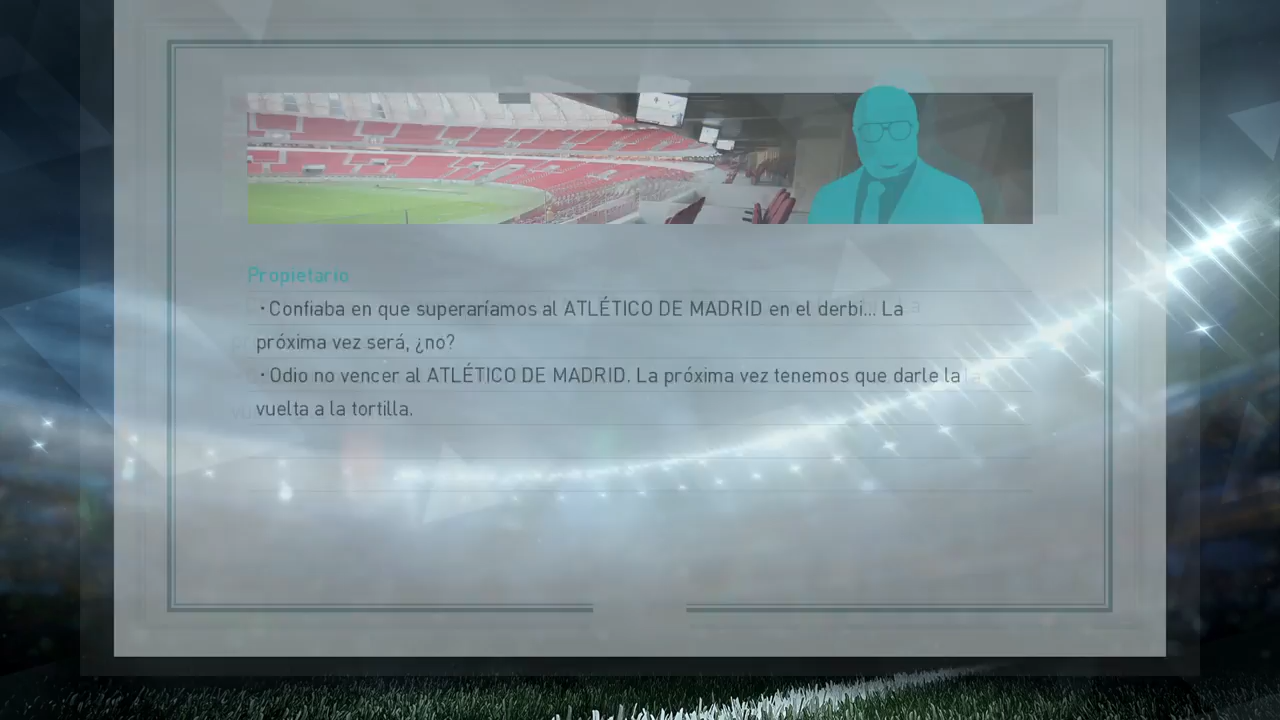 Propietario
·Confiaba en que superaríamos al ATLÉTICO DE MADRID en el derbi... La
próxima vez será, ¿no?
·Odio no vencer al ATLÉTICO DE MADRID. La próxima vez tenemos que darle la
vuelta a la tortilla.